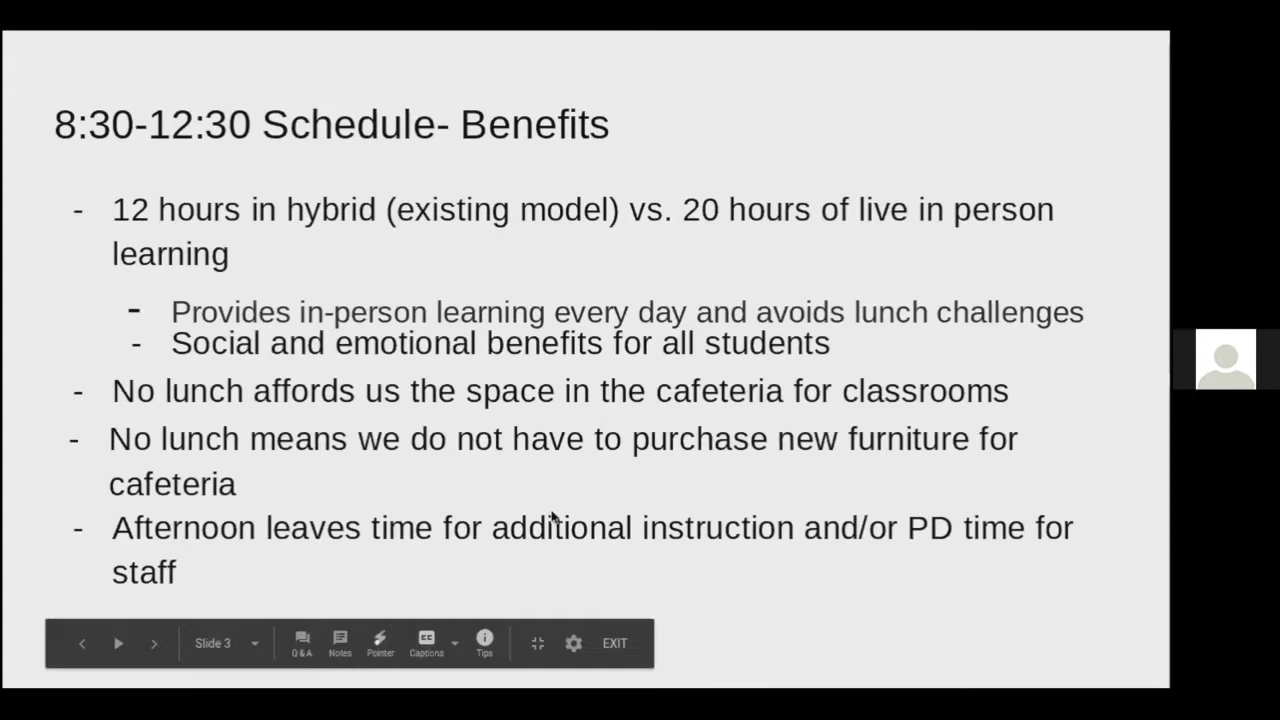 8:30-12:30 Schedule- Benefits
- 12 hours in hybrid (existing model) vs. 20 hours of live in person
learning
- Provides in-person learning every day and avoids lunch challenges
- Social and emotional benefits for all students
- No lunch affords us the space in the cafeteria for classrooms
- No lunch means we do not have to purchase new furniture for
cafeteria
- Afternoon leaves time for additional instruction and/or PD time for
staff
Slide 3 Q&A Notes Pointer CC Captions Tips EXIT